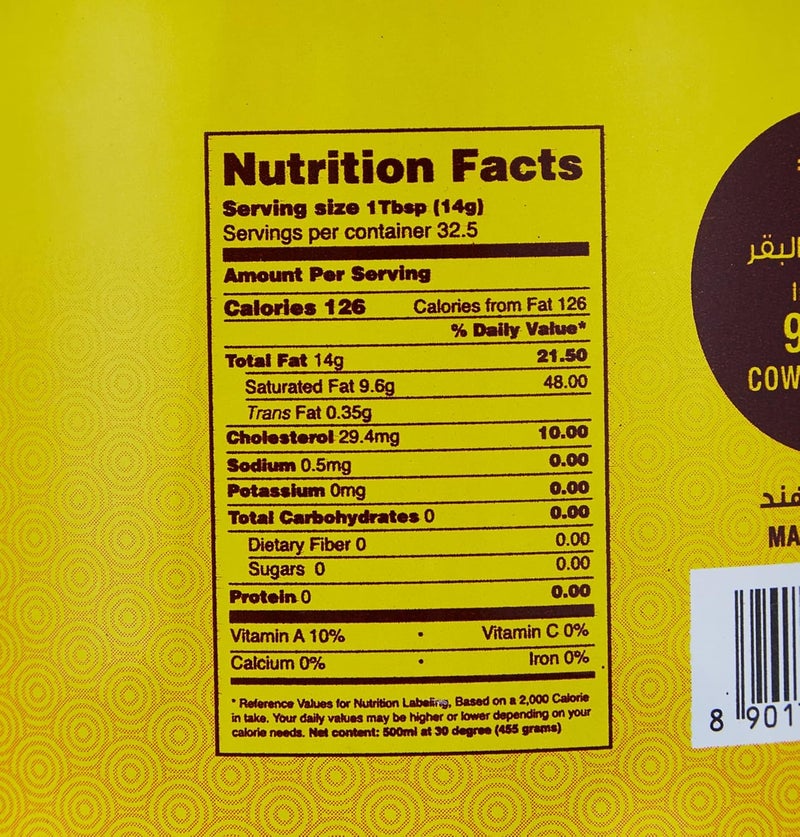 Nutrition Facts
Serving size 1Tbsp (14g)
Servings per container 32.5
Amount Per Serving
Calories 126 Calories from Fat 126
% Daily Value*
Total Fat 14g 21.50
Saturated Fat 9.6g 48.00
Trans Fat 0.35g
Cholesterol 29.4mg 10.00
Sodium 0.5mg 0.00
Potassium 0mg 0.00
Total Carbohydrates 0 0.00
Dietary Fiber 0 0.00
Sugars 0 0.00
Protein 0 0.00
Vitamin A 10% • Vitamin C 0%
Calcium 0% • Iron 0%
* Reference Values for Nutrition Labeling, Based on a 2,000 Calorie
in take. Your daily values may be higher or lower depending on your
calorie needs. Net content: 500ml at 30 degree (455 grams)
البقر
9
COW
MA
8 901